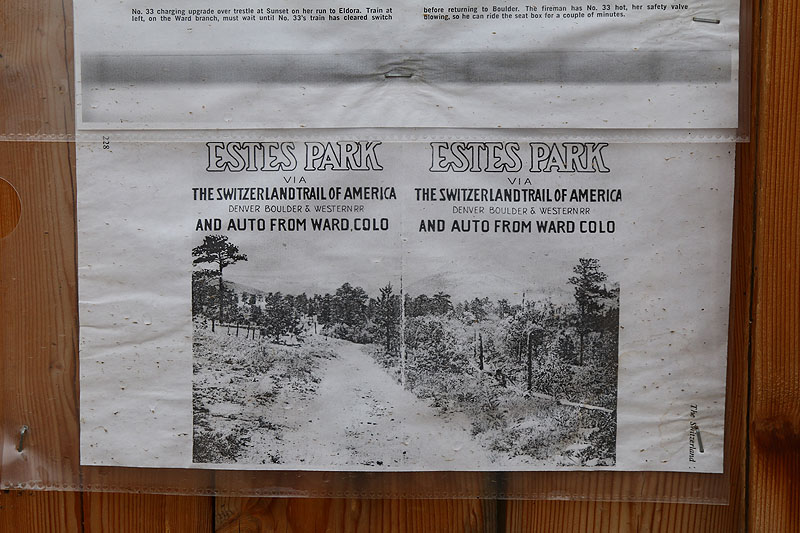 No. 33 charging upgrade over trestle at Sunset on her run to Eldora. Train at
left, on the Ward branch, must wait until No. 33's train has cleared switch
before returning to Boulder. The fireman has No. 33 hot, her safety valve
blowing, so he can ride the seat box for a couple of minutes.
228
ESTES PARK
VIA
THE SWITZERLAND TRAIL OF AMERICA
DENVER BOULDER & WESTERN RR
AND AUTO FROM WARD, COLO
ESTES PARK
VIA
THE SWITZERLAND TRAIL OF AMERICA
DENVER BOULDER & WESTERN RR
AND AUTO FROM WARD COLO
The Switzerland